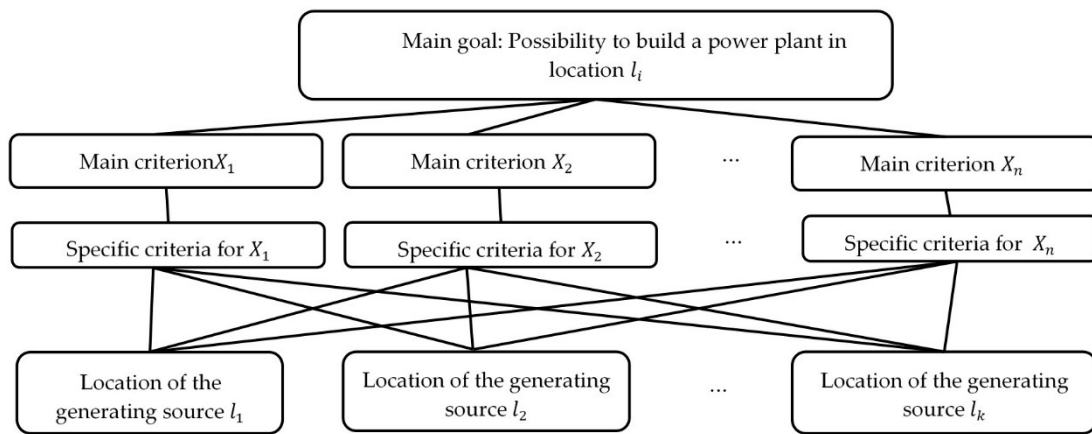 Main goal: Possibility to build a power plant in
location l_i
Main criterionX_1
Main criterion X_2
...
Main criterion X_n
Specific criteria for X_1
Specific criteria for X_2
...
Specific criteria for X_n
Location of the
generating source l_1
Location of the generating
source l_2
...
Location of the generating
source l_k